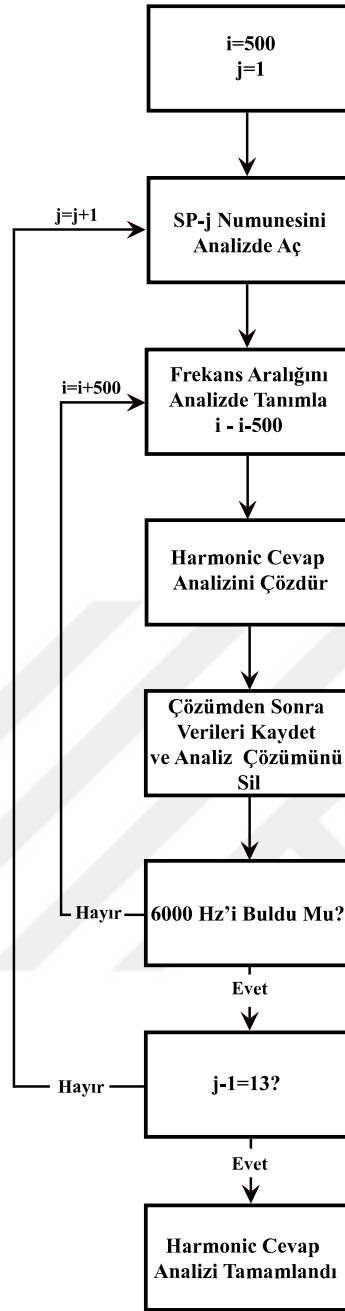 i=500
j=1
j=j+1
SP-j Numunesini
Analizde Aç
i=i+500
Frekans Aralığını
Analizde Tanımla
i - i-500
Harmonic Cevap
Analizini Çözdür
Çözümden Sonra
Verileri Kaydet
ve Analiz Çözümünü
Sil
Hayır
6000 Hz’i Buldu Mu?
Evet
Hayır
j-1=13?
Evet
Harmonic Cevap
Analizi Tamamlandı